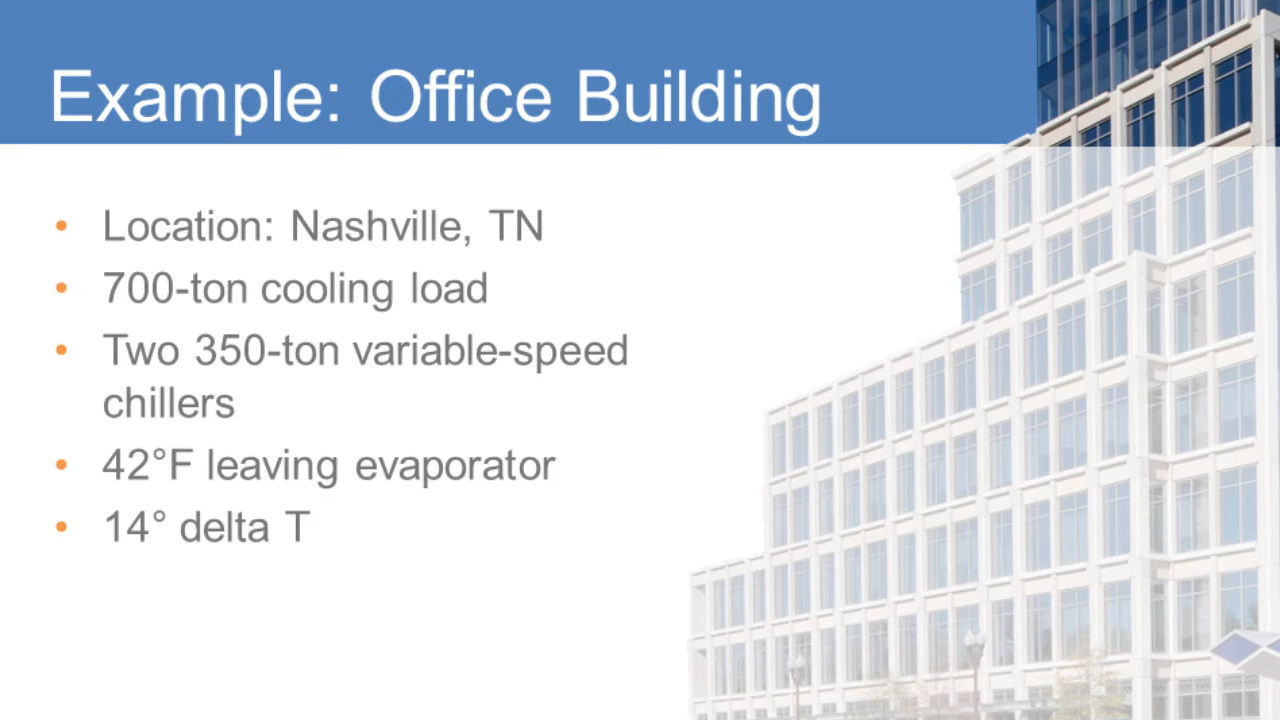 Example: Office Building
• Location: Nashville, TN
• 700-ton cooling load
• Two 350-ton variable-speed
chillers
• 42°F leaving evaporator
• 14° delta T